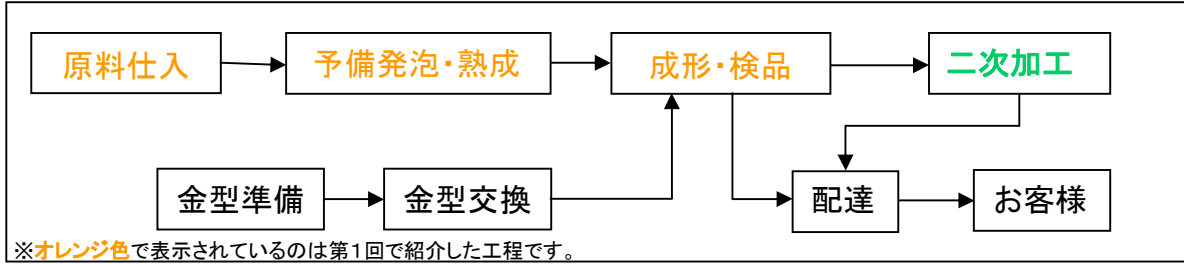 原料仕入
予備発泡・熟成
成形・検品
二次加工
金型準備
金型交換
配達
お客様
※オレンジ色で表示されているのは第１回で紹介した工程です。